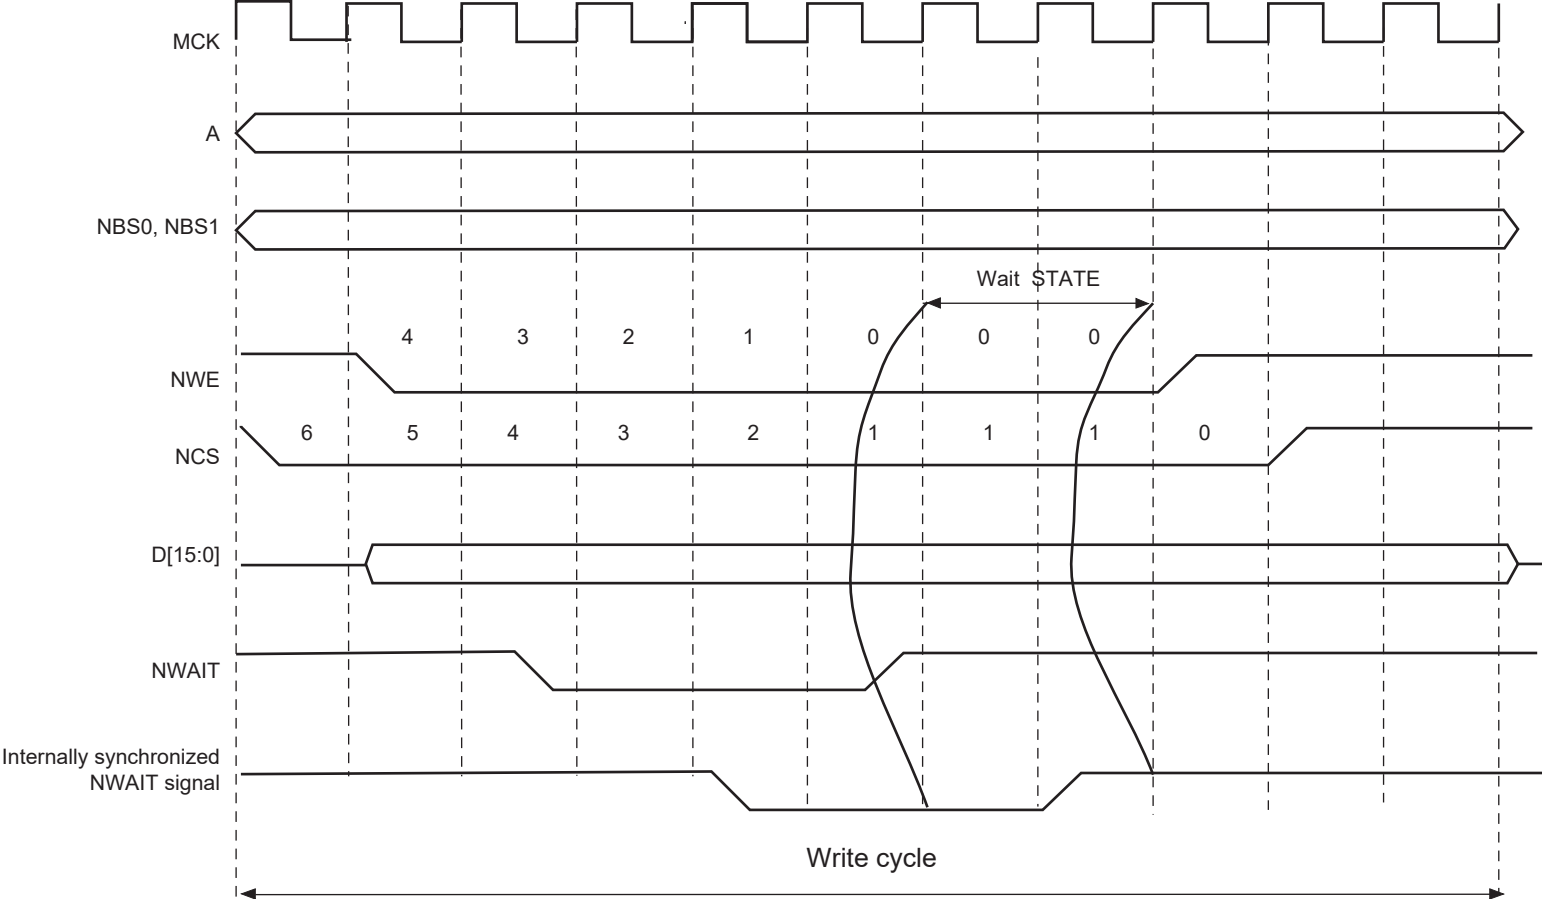 MCK
A
NBS0, NBS1
Wait STATE
4 3 2 1 0 0 0
NWE
6 5 4 3 2 1 1 1 0
NCS
D[15:0]
NWAIT
Internally synchronized
NWAIT signal
Write cycle